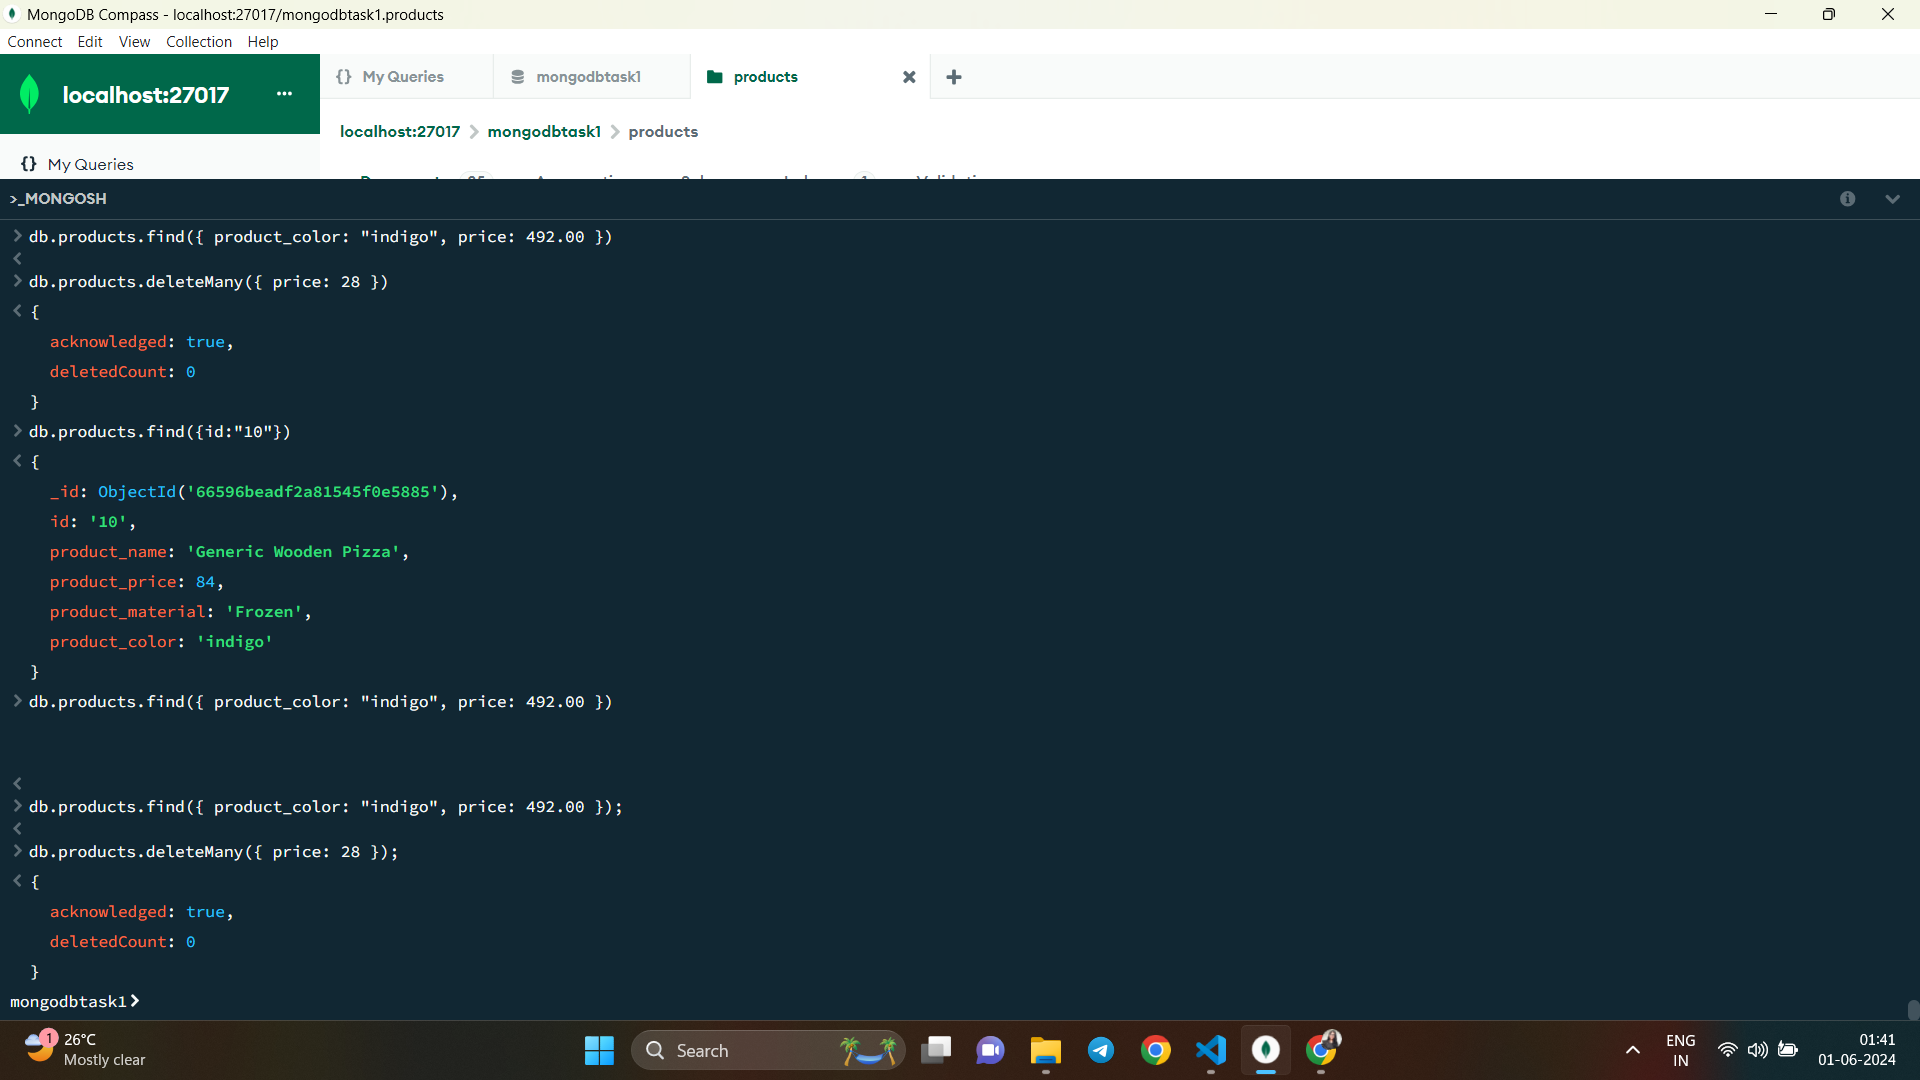 MongoDB Compass - localhost:27017/mongodbtask1.products
Connect Edit View Collection Help
localhost:27017 ...
{} My Queries
mongodbtask1
products
localhost:27017 > mongodbtask1 > products
{} My Queries
>_MONGOSH
> db.products.find({ product_color: "indigo", price: 492.00 })
<
> db.products.deleteMany({ price: 28 })
< {
acknowledged: true,
deletedCount: 0
}
> db.products.find({id:"10"})
< {
_id: ObjectId('66596beadf2a81545f0e5885'),
id: '10',
product_name: 'Generic Wooden Pizza',
product_price: 84,
product_material: 'Frozen',
product_color: 'indigo'
}
> db.products.find({ product_color: "indigo", price: 492.00 })
<
> db.products.find({ product_color: "indigo", price: 492.00 });
<
> db.products.deleteMany({ price: 28 });
< {
acknowledged: true,
deletedCount: 0
}
mongodbtask1>
1
26°C
Mostly clear
Search
ENG
IN
01:41
01-06-2024